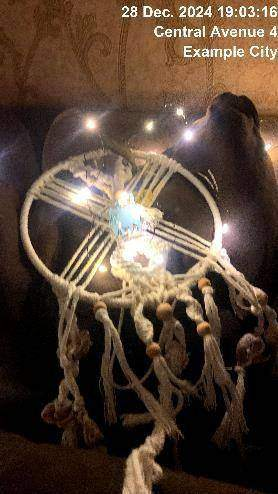 28 Dec. 2024 19:03:16
Central Avenue 4
Example City